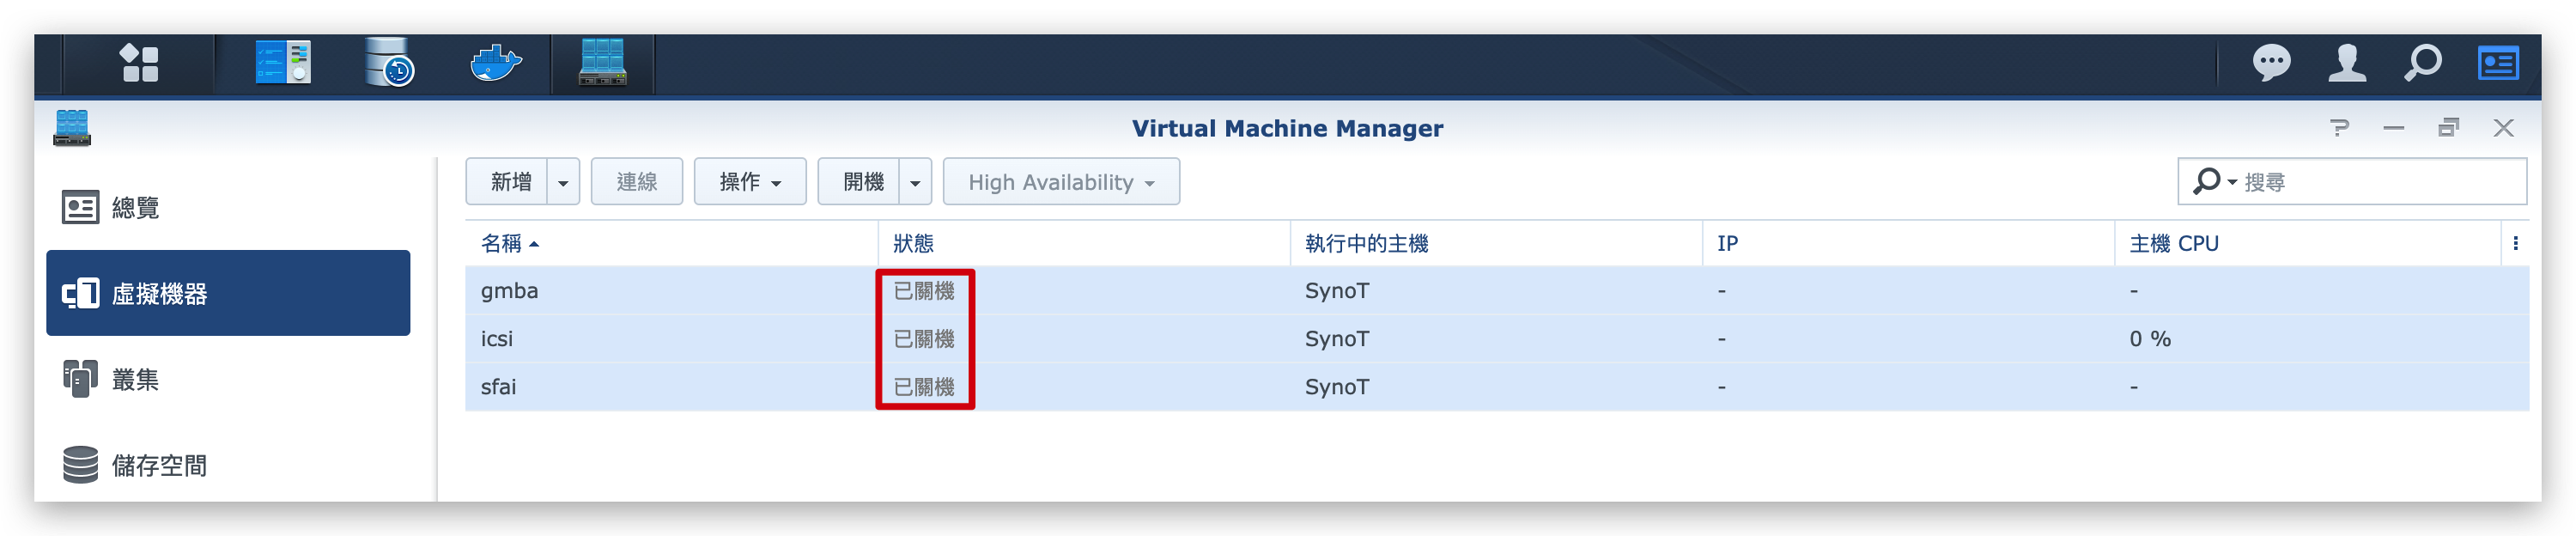 Virtual Machine Manager
新增 連線 操作 開機 High Availability 搜尋
總覽
虛擬機器
叢集
儲存空間
名稱 狀態 執行中的主機 IP 主機 CPU
gmba 已關機 SynoT - -
icsi 已關機 SynoT - 0 %
sfai 已關機 SynoT - -